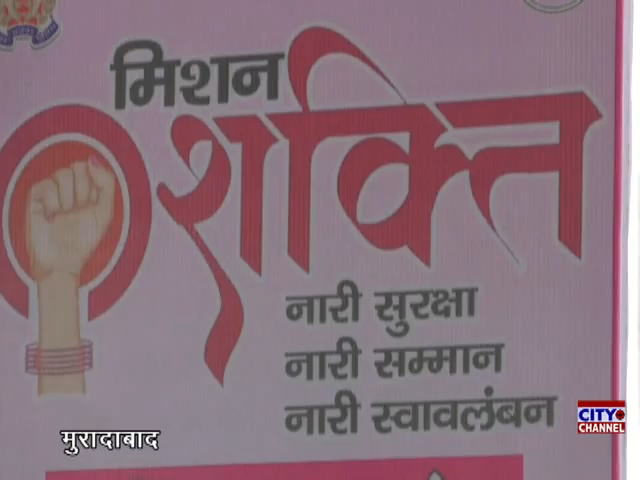 मिशन
शक्ति
नारी सुरक्षा
नारी सम्मान
नारी स्वावलंबन
मुरादाबाद
CITY
CHANNEL